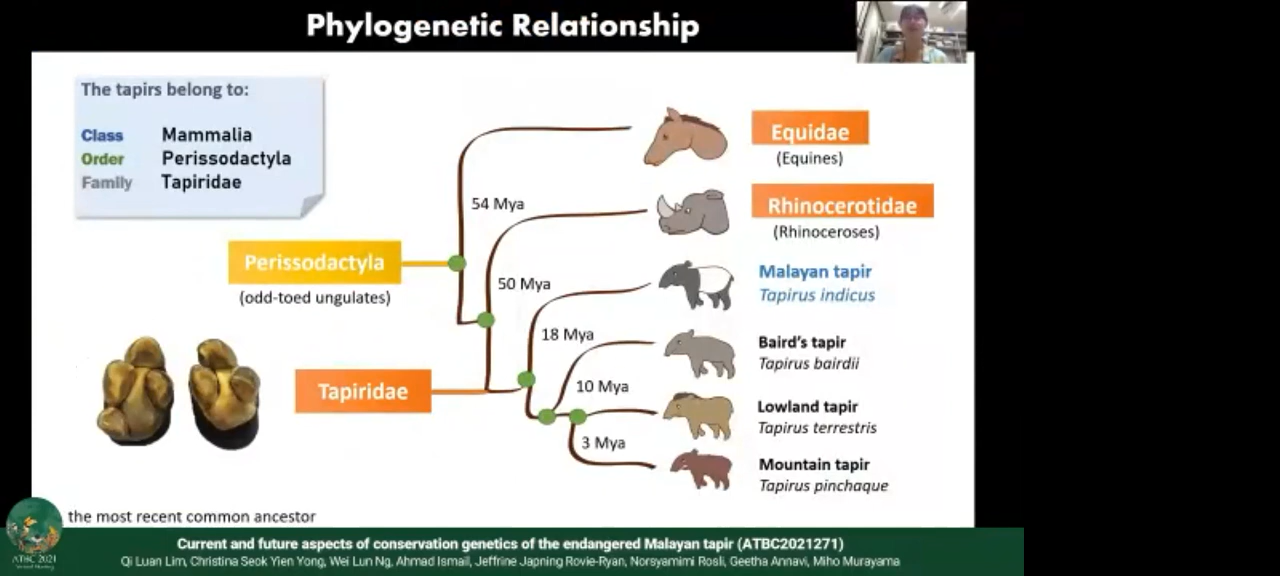 Phylogenetic Relationship
The tapirs belong to:
Class Mammalia
Order Perissodactyla
Family Tapiridae
Equidae
(Equines)
54 Mya
Rhinocerotidae
(Rhinoceroses)
Perissodactyla
(odd-toed ungulates)
50 Mya
Malayan tapir
Tapirus indicus
18 Mya
Baird's tapir
Tapirus bairdii
Tapiridae
10 Mya
Lowland tapir
Tapirus terrestris
3 Mya
Mountain tapir
Tapirus pinchaque
the most recent common ancestor
ATBC 2021
Current and future aspects of conservation genetics of the endangered Malayan tapir (ATBC2021271)
Qi Luan Lim, Christina Seok Yien Yong, Wei Lun Ng, Ahmad Ismail, Jeffrine Japning Rovie-Ryan, Norsyamimi Rosli, Geetha Annavi, Miho Murayama